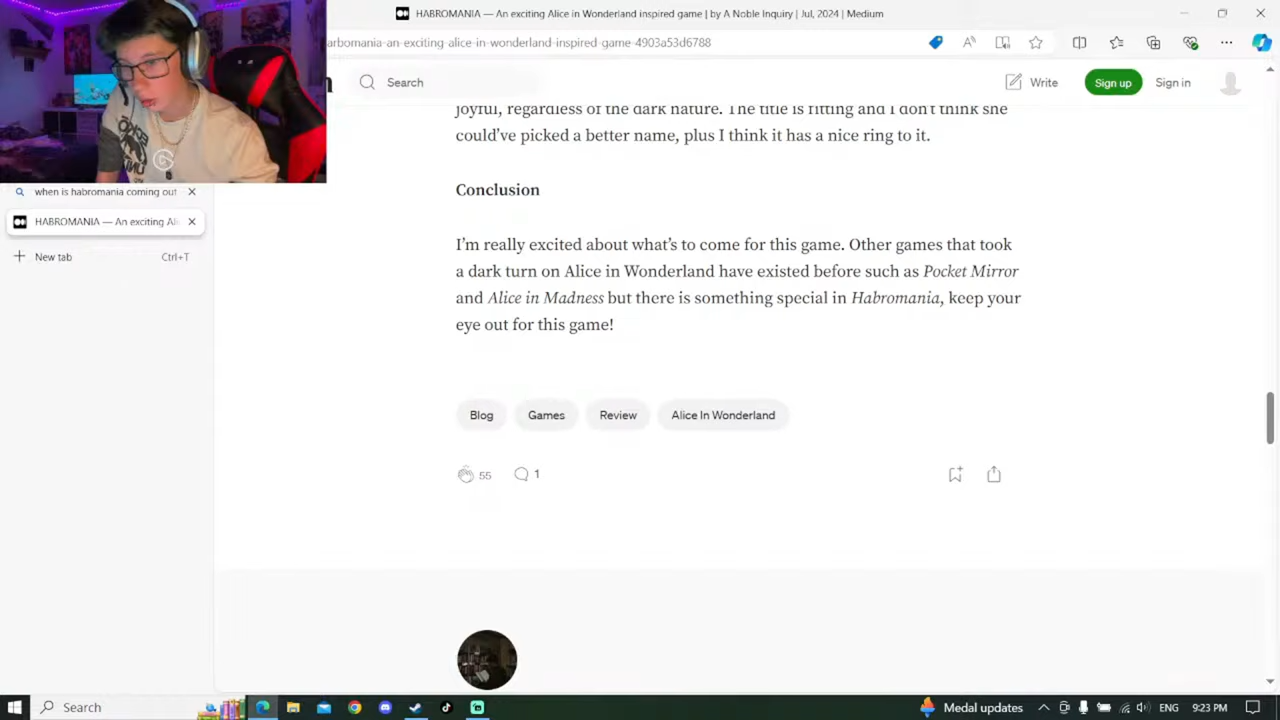 HABROMANIA — An exciting Alice in Wonderland inspired game | by A Noble Inquiry | Jul, 2024 | Medium
arbomania-an-exciting-alice-in-wonderland-inspired-game-4903a53d6788
Search
Write
Sign up
Sign in
joyful, regardless of the dark nature. The title is fitting and I don't think she
could've picked a better name, plus I think it has a nice ring to it.
when is habromania coming out
HABROMANIA — An exciting Ali
New tab
Ctrl+T
Conclusion
I'm really excited about what's to come for this game. Other games that took
a dark turn on Alice in Wonderland have existed before such as Pocket Mirror
and Alice in Madness but there is something special in Habromania, keep your
eye out for this game!
Blog
Games
Review
Alice In Wonderland
55
1
Search
Medal updates
ENG
9:23 PM